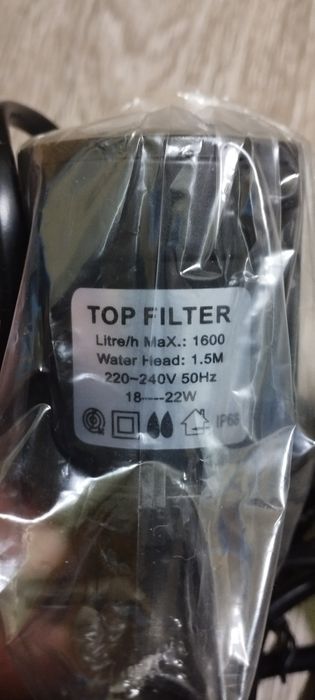 TOP FILTER
Litre/h MaX.: 1600
Water Head: 1.5M
220~240V 50Hz
18----22W
IP68